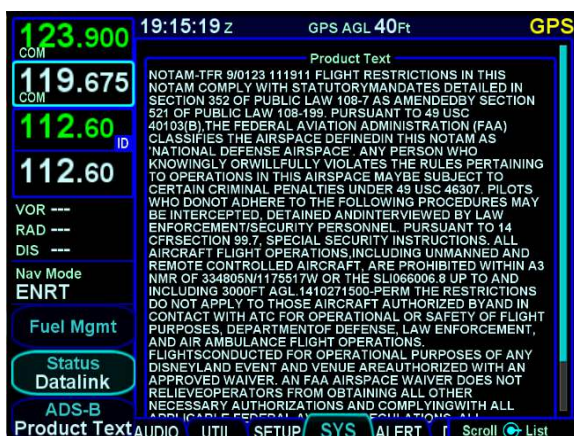 123.900
COM
119.675
COM
112.60
ID
112.60
VOR ---
RAD ---
DIS ---
Nav Mode
ENRT
Fuel Mgmt
Status
Datalink
ADS-B
Product Text
19:15:19 Z GPS AGL 40Ft GPS
Product Text
NOTAM-TFR 9/0123 111911 FLIGHT RESTRICTIONS IN THIS
NOTAM COMPLY WITH STATUTORYMANDATES DETAILED IN
SECTION 352 OF PUBLIC LAW 108-7 AS AMENDEDBY SECTION
521 OF PUBLIC LAW 108-199. PURSUANT TO 49 USC
40103(B),THE FEDERAL AVIATION ADMINISTRATION (FAA)
CLASSIFIES THE AIRSPACE DEFINEDIN THIS NOTAM AS
'NATIONAL DEFENSE AIRSPACE'. ANY PERSON WHO
KNOWINGLY ORWILLFULLY VIOLATES THE RULES PERTAINING
TO OPERATIONS IN THIS AIRSPACE MAYBE SUBJECT TO
CERTAIN CRIMINAL PENALTIES UNDER 49 USC 46307. PILOTS
WHO DONOT ADHERE TO THE FOLLOWING PROCEDURES MAY
BE INTERCEPTED, DETAINED ANDINTERVIEWED BY LAW
ENFORCEMENT/SECURITY PERSONNEL. PURSUANT TO 14
CFRSECTION 99.7, SPECIAL SECURITY INSTRUCTIONS. ALL
AIRCRAFT FLIGHT OPERATIONS,INCLUDING UNMANNED AND
REMOTE CONTROLLED AIRCRAFT, ARE PROHIBITED WITHIN A3
NMR OF 334805N/1175517W OR THE SLI066006.8 UP TO AND
INCLUDING 3000FT AGL.1410271500-PERM THE RESTRICTIONS
DO NOT APPLY TO THOSE AIRCRAFT AUTHORIZED BYAND IN
CONTACT WITH ATC FOR OPERATIONAL OR SAFETY OF FLIGHT
PURPOSES, DEPARTMENTOF DEFENSE, LAW ENFORCEMENT,
AND AIR AMBULANCE FLIGHT OPERATIONS.
FLIGHTSCONDUCTED FOR OPERATIONAL PURPOSES OF ANY
DISNEYLAND EVENT AND VENUE AREAUTHORIZED WITH AN
APPROVED WAIVER. AN FAA AIRSPACE WAIVER DOES NOT
RELIEVEOPERATORS FROM OBTAINING ALL OTHER
NECESSARY AUTHORIZATIONS AND COMPLYINGWITH ALL
AUDIO UTIL SETUP SYS ALERT Scroll List